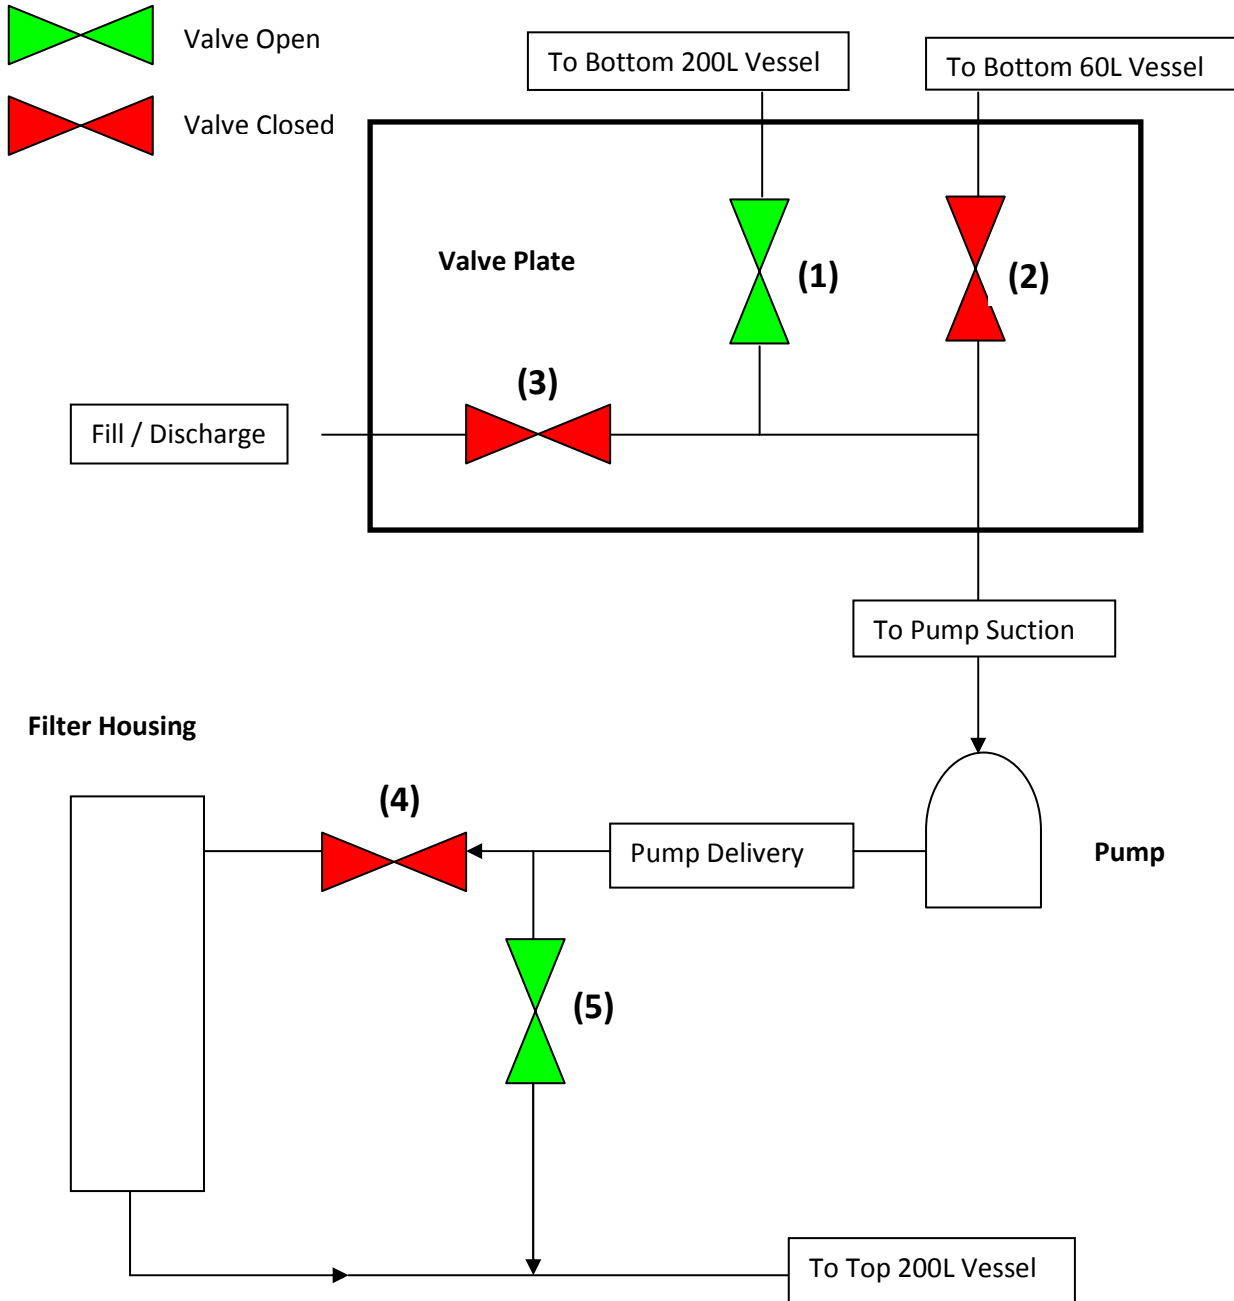 Valve Open
Valve Closed
To Bottom 200L Vessel
To Bottom 60L Vessel
Valve Plate
(1)
(2)
(3)
Fill / Discharge
To Pump Suction
Filter Housing
(4)
Pump Delivery
Pump
(5)
To Top 200L Vessel